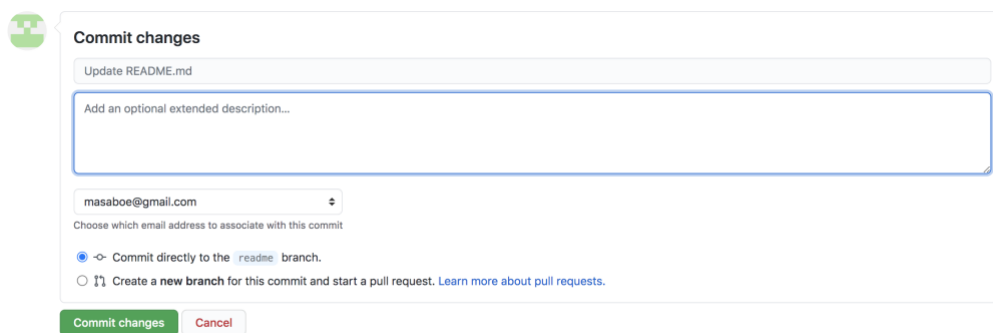 Commit changes
Update README.md
Add an optional extended description...
masaboe@gmail.com
Choose which email address to associate with this commit
Commit directly to the readme branch.
Create a new branch for this commit and start a pull request. Learn more about pull requests.
Commit changes Cancel